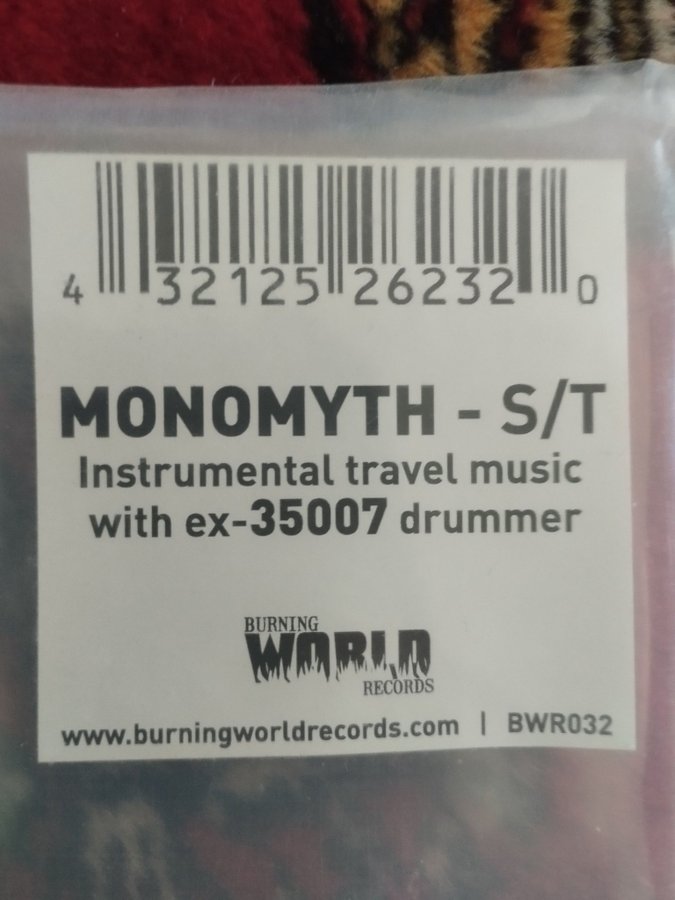 4 32125 26232 0
MONOMYTH - S/T
Instrumental travel music
with ex-35007 drummer
BURNING
WORLD
RECORDS
www.burningworldrecords.com | BWR032